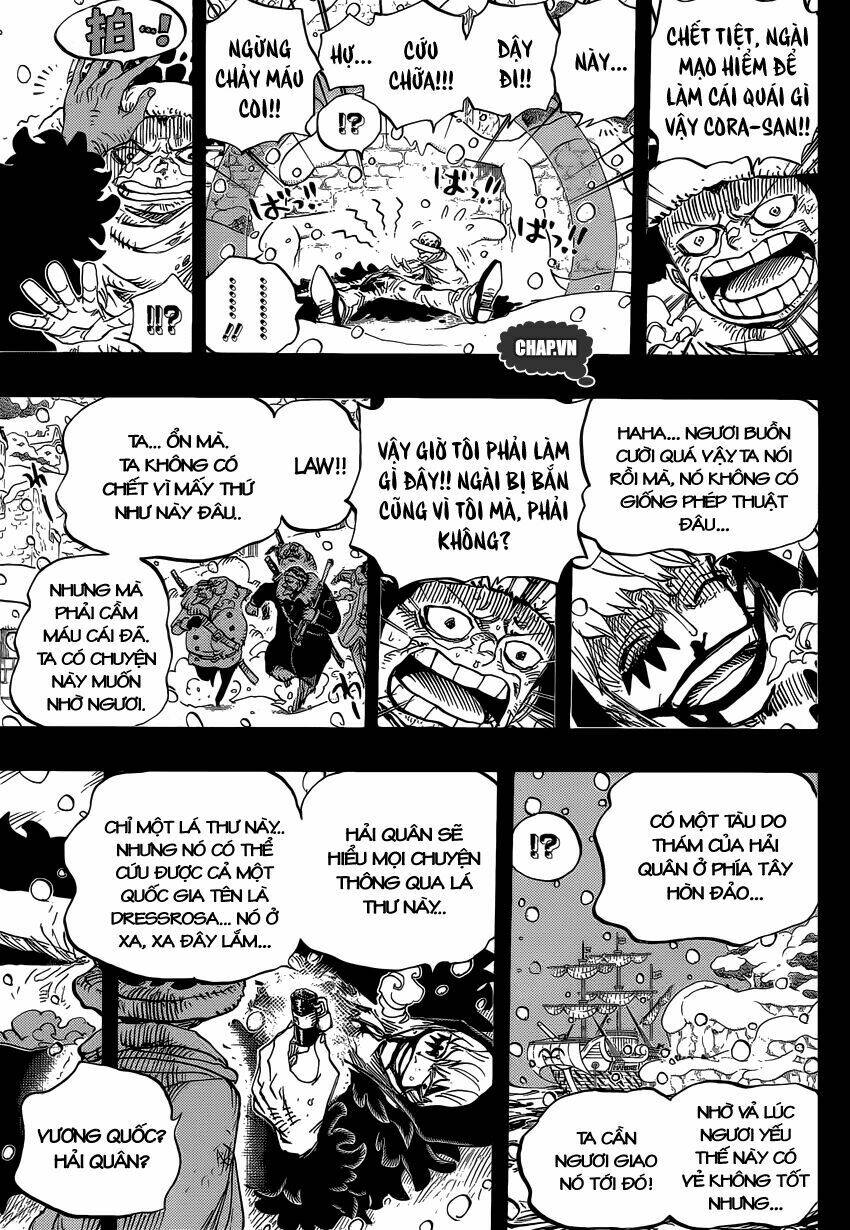 CHẾT TIỆT, NGÀI
MẠO HIỂM ĐỂ
LÀM CÁI QUÁI GÌ
VẬY CORA-SAN!!
NÀY...
DẬY
ĐI!!
CỨU
CHỮA!!!
HỰ...
NGỪNG
CHẢY MÁU
COI!!
!?
ばっ!!
ばっ!!
ばっ!!
.........!!
拍...!
!!?
CHAP.VN
HAHA... NGƯƠI BUỒN
CƯỜI QUÁ VẬY TA NÓI
RỒI MÀ, NÓ KHÔNG CÓ
GIỐNG PHÉP THUẬT
ĐÂU...
VẬY GIỜ TÔI PHẢI LÀM
GÌ ĐÂY!! NGÀI BỊ BẮN
CŨNG VÌ TÔI MÀ, PHẢI
KHÔNG?
LAW!!
TA... ỔN MÀ.
TA KHÔNG CÓ
CHẾT VÌ MẤY THỨ
NHƯ NÀY ĐÂU..
NHƯNG MÀ
PHẢI CẦM
MÁU CÁI ĐÃ.
TA CÓ CHUYỆN
NÀY MUỐN
NHỜ NGƯƠI.
CÓ MỘT TÀU DO
THÁM CỦA HẢI
QUÂN Ở PHÍA TÂY
HÒN ĐẢO...
!?
NHỜ VẢ LÚC
NGƯƠI YẾU
THẾ NÀY CÓ
VẺ KHÔNG TỐT
NHƯNG...
TA CẦN
NGƯƠI GIAO
NÓ TỚI ĐÓ!
HẢI QUÂN SẼ
HIỂU MỌI CHUYỆN
THÔNG QUA LÁ
THƯ NÀY...
CHỈ MỘT LÁ THƯ NÀY..
NHƯNG NÓ CÓ THỂ
CỨU ĐƯỢC CẢ MỘT
QUỐC GIA TÊN LÀ
DRESSROSA... NÓ Ở
XA, XA ĐÂY LẮM...
VƯƠNG QUỐC?
HẢI QUÂN?